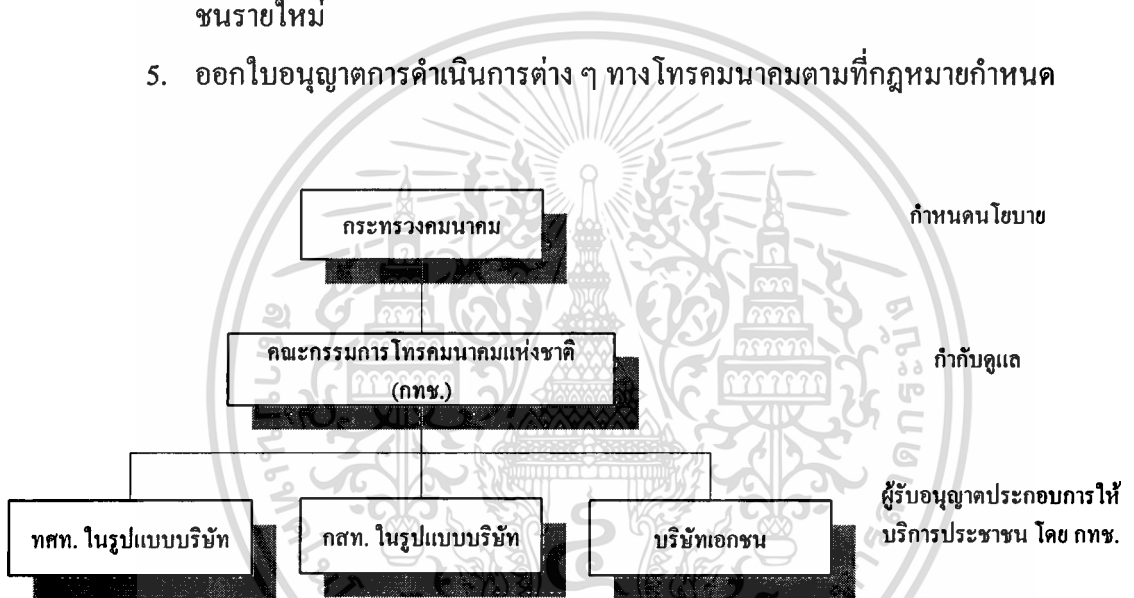 ชนรายใหม่
5. ออกใบอนุญาตการดำเนินการต่าง ๆ ทางโทรคมนาคมตามที่กฎหมายกำหนด
กระทรวงคมนาคม
กำหนดนโยบาย
คณะกรรมการโทรคมนาคมแห่งชาติ
(กทช.)
กำกับดูแล
ทศท. ในรูปแบบบริษัท
กสท. ในรูปแบบบริษัท
บริษัทเอกชน
ผู้รับอนุญาตประกอบการให้
บริการประชาชน โดย กทช.